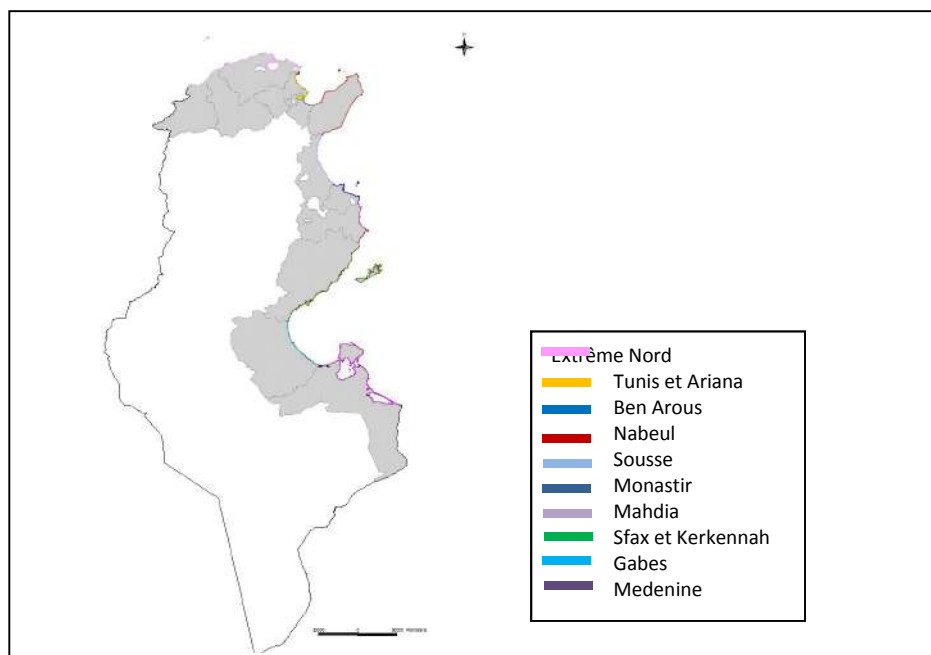 Extrême Nord
Tunis et Ariana
Ben Arous
Nabeul
Sousse
Monastir
Mahdia
Sfax et Kerkennah
Gabes
Medenine